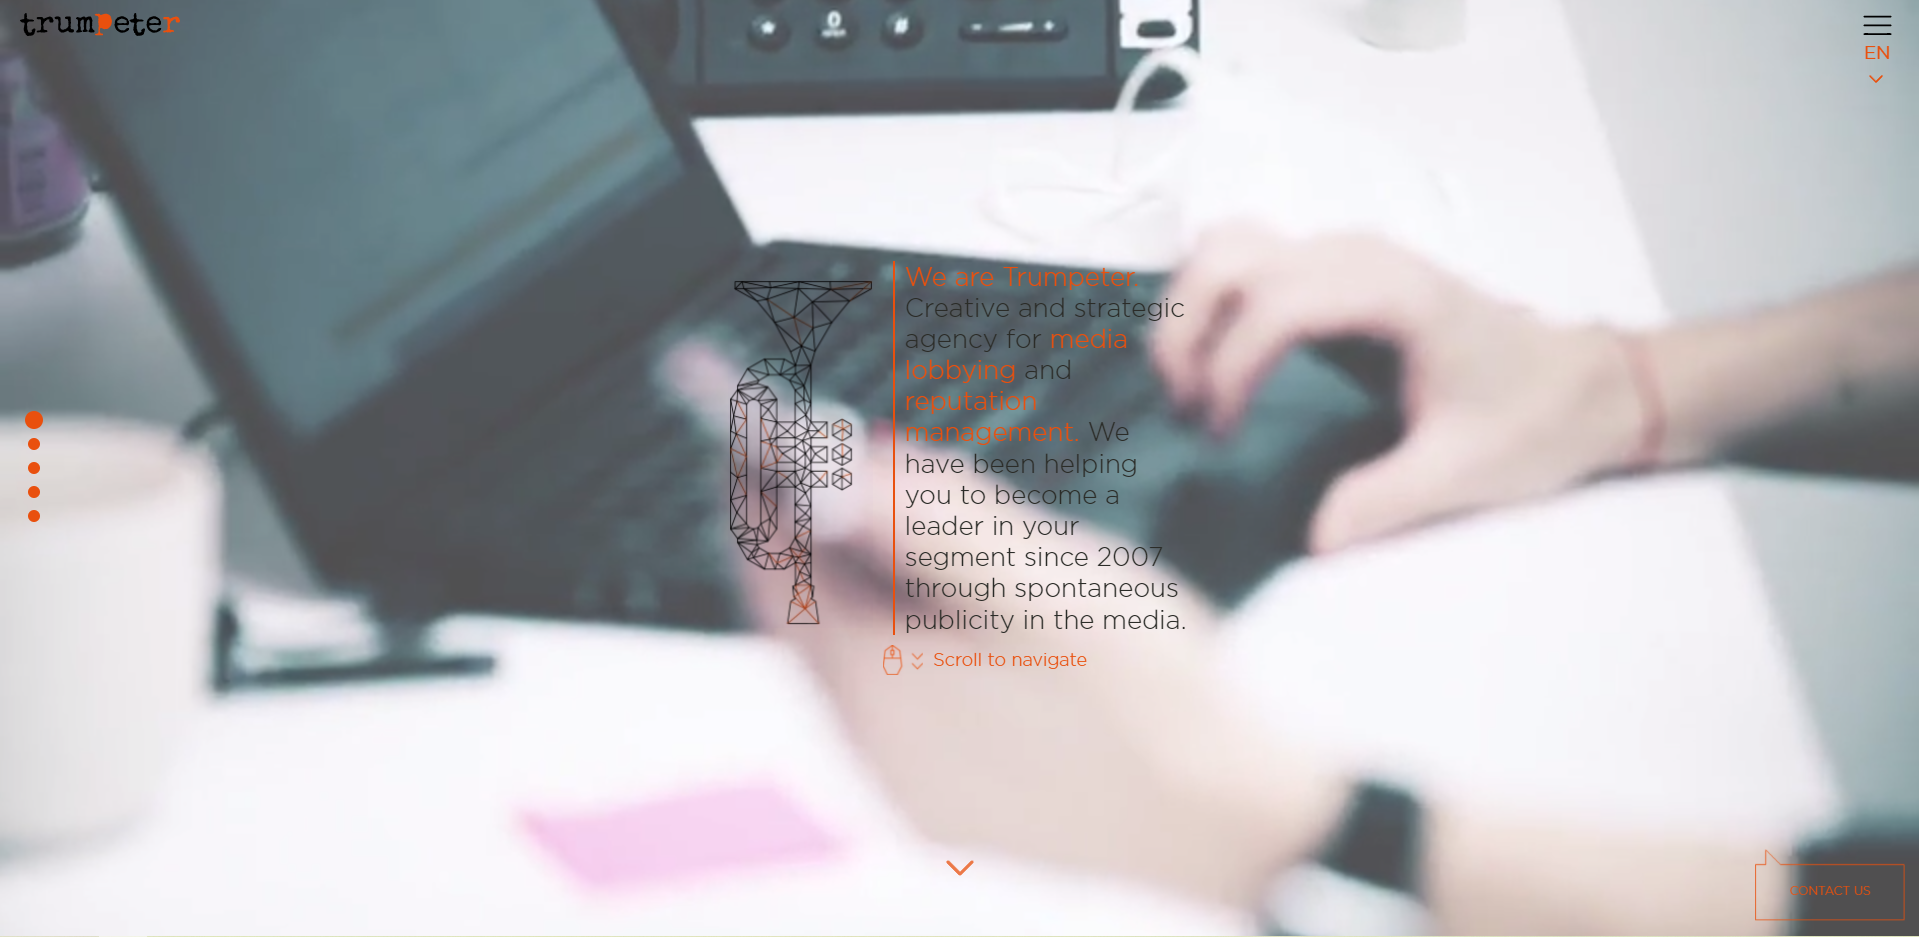 trumpeter
EN
We are Trumpeter.
Creative and strategic
agency for media
lobbying and
reputation
management. We
have been helping
you to become a
leader in your
segment since 2007
through spontaneous
publicity in the media.
Scroll to navigate
CONTACT US